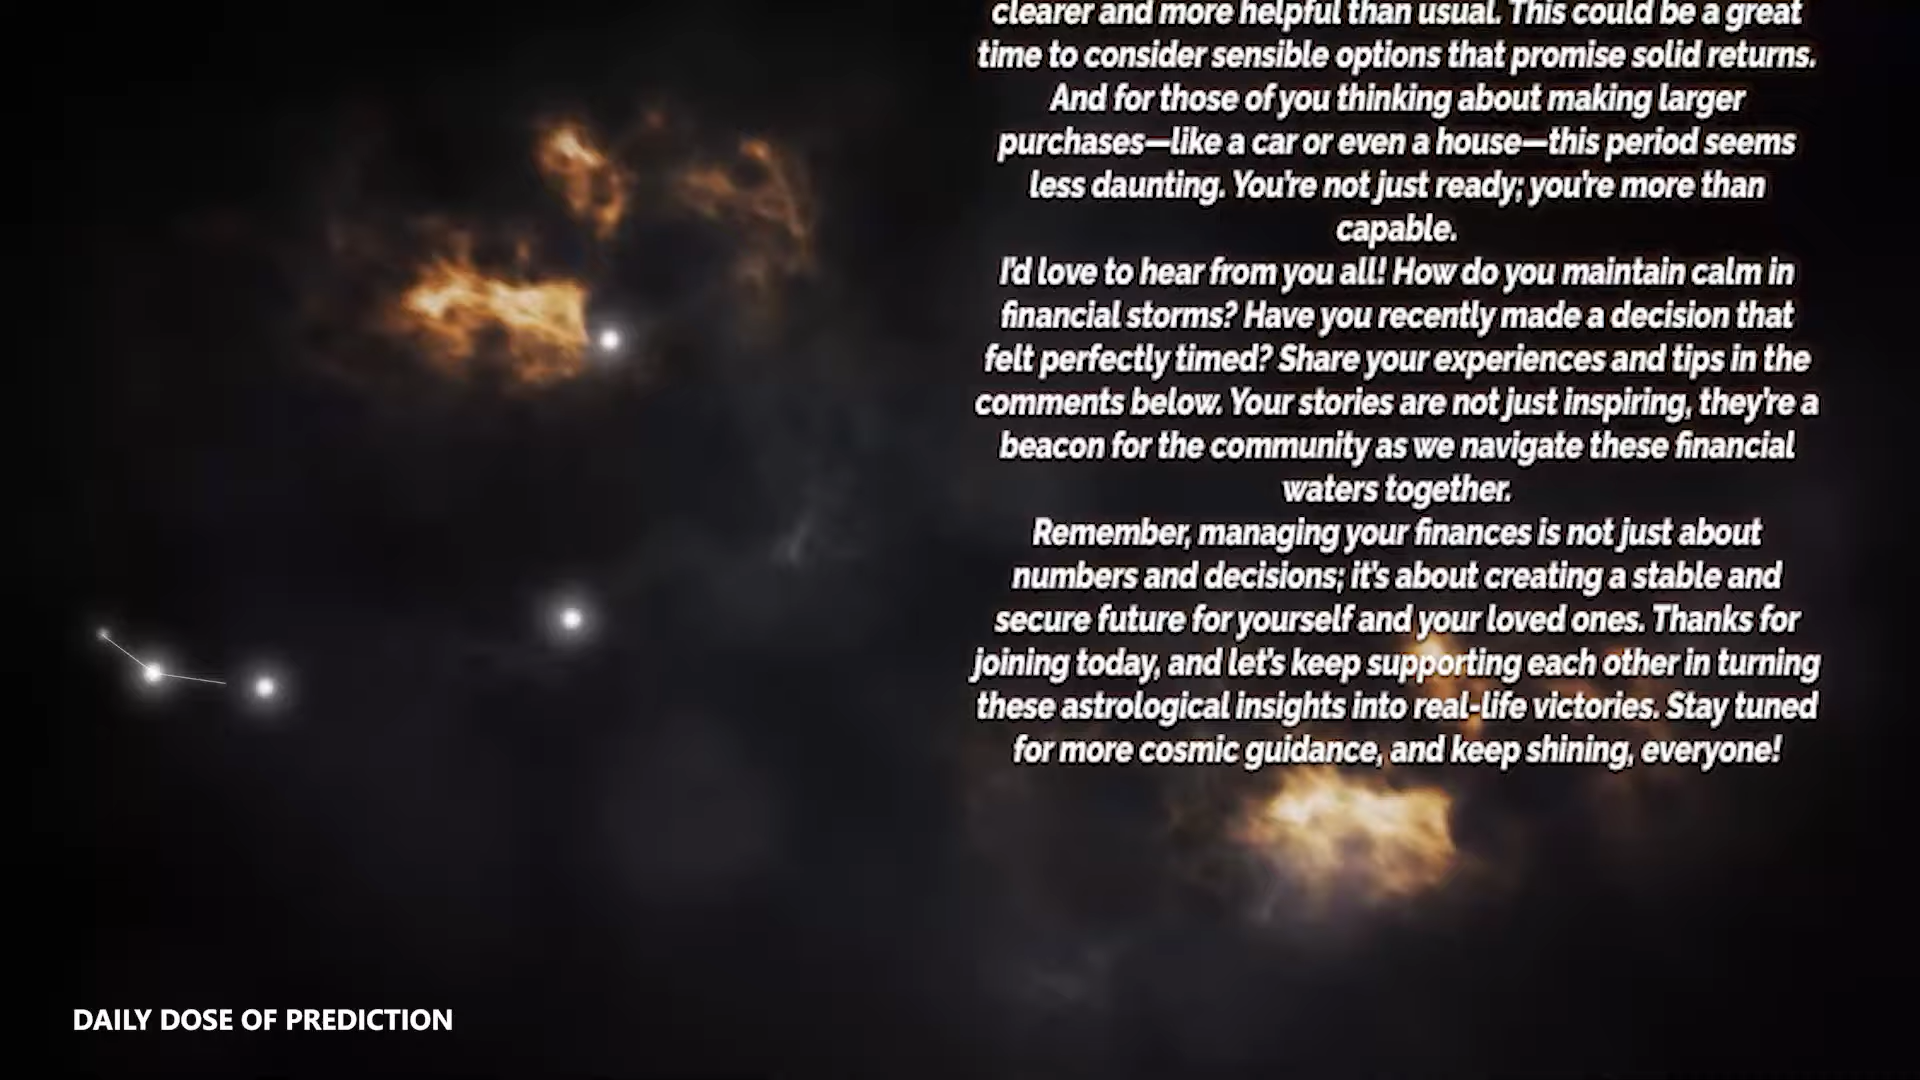 clearer and more helpful than usual. This could be a great
time to consider sensible options that promise solid returns.
And for those of you thinking about making larger
purchases—like a car or even a house—this period seems
less daunting. You're not just ready; you're more than
capable.
I'd love to hear from you all! How do you maintain calm in
financial storms? Have you recently made a decision that
felt perfectly timed? Share your experiences and tips in the
comments below. Your stories are not just inspiring, they're a
beacon for the community as we navigate these financial
waters together.
Remember, managing your finances is not just about
numbers and decisions; it's about creating a stable and
secure future for yourself and your loved ones. Thanks for
joining today, and let's keep supporting each other in turning
these astrological insights into real-life victories. Stay tuned
for more cosmic guidance, and keep shining, everyone!
DAILY DOSE OF PREDICTION